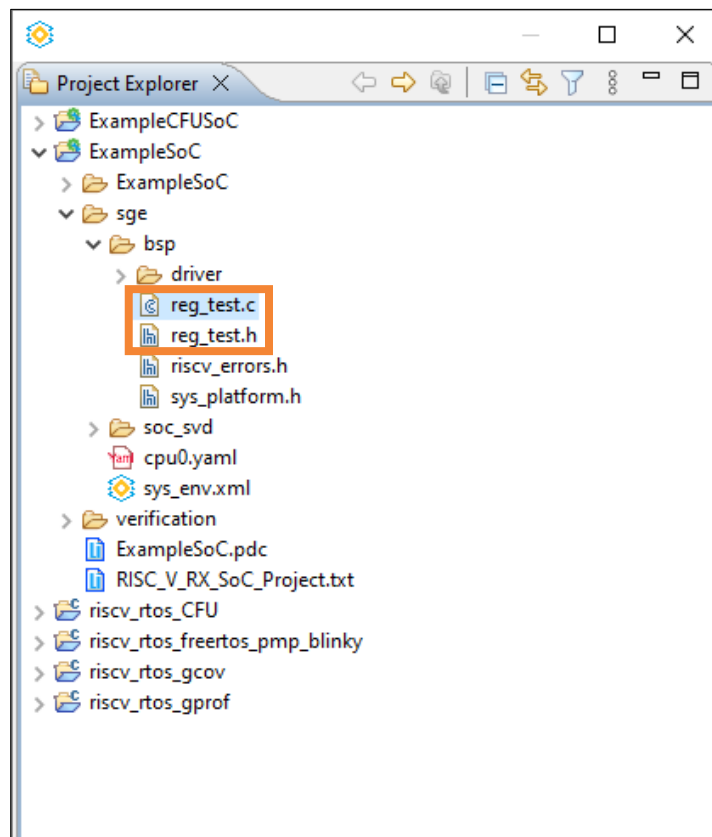 Project Explorer
ExampleCFUSoC
ExampleSoC
ExampleSoC
sge
bsp
driver
reg_test.c
reg_test.h
riscv_errors.h
sys_platform.h
soc_svd
cpu0.yaml
sys_env.xml
verification
ExampleSoC.pdc
RISC_V_RX_SoC_Project.txt
riscv_rtos_CFU
riscv_rtos_freertos_pmp_blinky
riscv_rtos_gcov
riscv_rtos_gprof